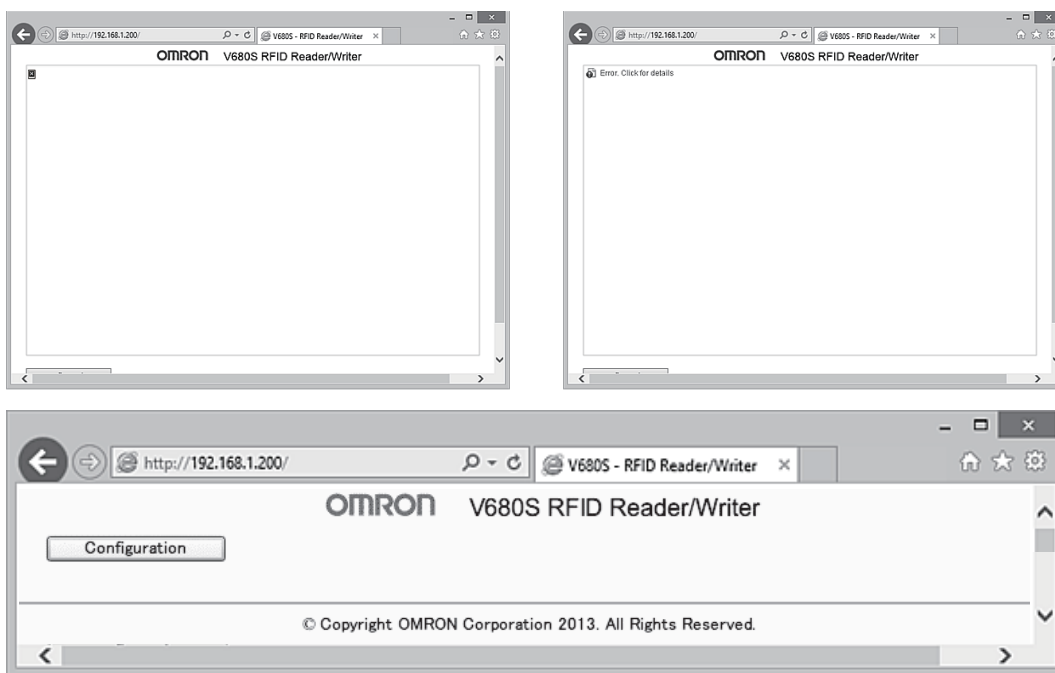 http://192.168.1.200/
V680S - RFID Reader/Writer
OMRON V680S RFID Reader/Writer
http://192.168.1.200/
V680S - RFID Reader/Writer
OMRON V680S RFID Reader/Writer
Error. Click for details
http://192.168.1.200/
V680S - RFID Reader/Writer
OMRON V680S RFID Reader/Writer
Configuration
© Copyright OMRON Corporation 2013. All Rights Reserved.